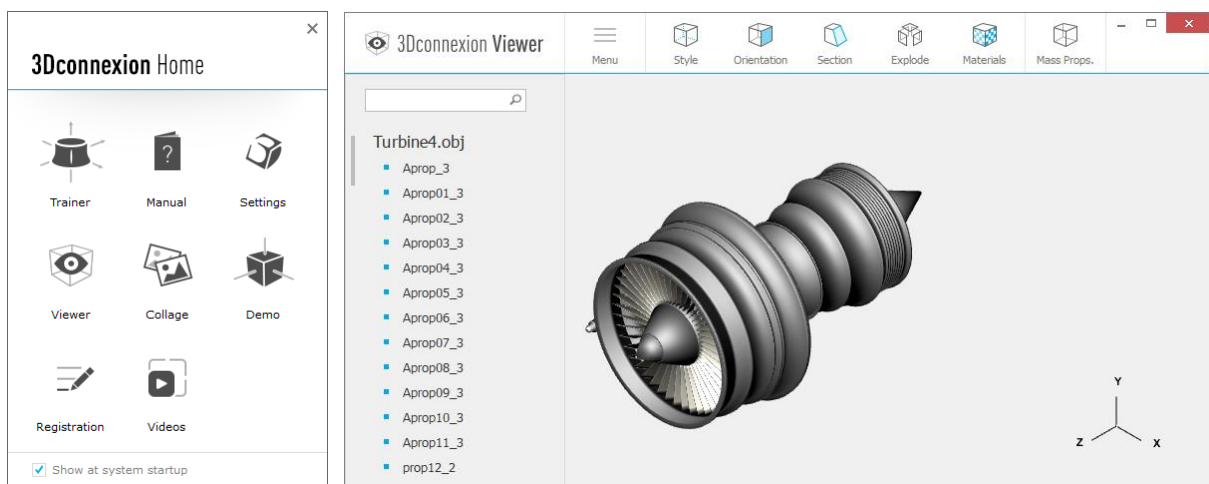 3Dconnexion Home
Trainer Manual Settings
Viewer Collage Demo
Registration Videos
Show at system startup
3Dconnexion Viewer
Menu Style Orientation Section Explode Materials Mass Props.
Turbine4.obj
Aprop_3
Aprop01_3
Aprop02_3
Aprop03_3
Aprop04_3
Aprop05_3
Aprop06_3
Aprop07_3
Aprop08_3
Aprop09_3
Aprop10_3
Aprop11_3
prop12_2
Y
Z X